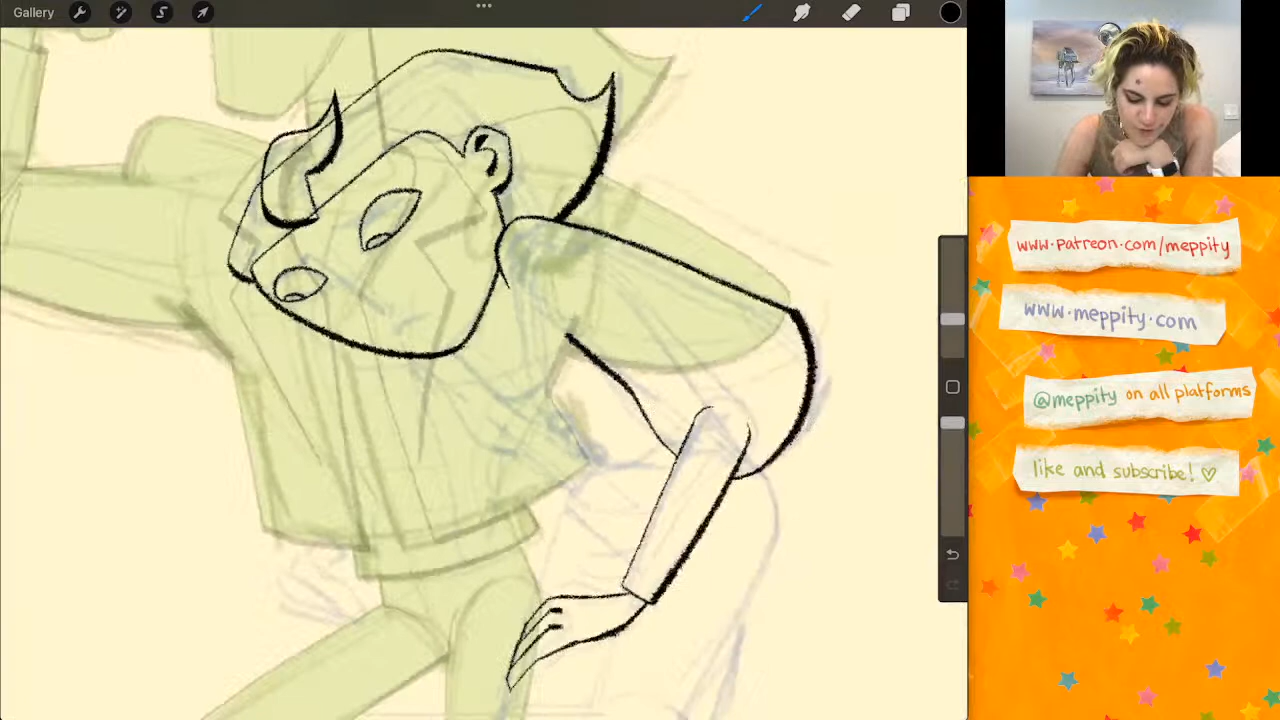 Gallery
www.patreon.com/meppity
www.meppity.com
@meppity on all platforms
like and subscribe! ♡